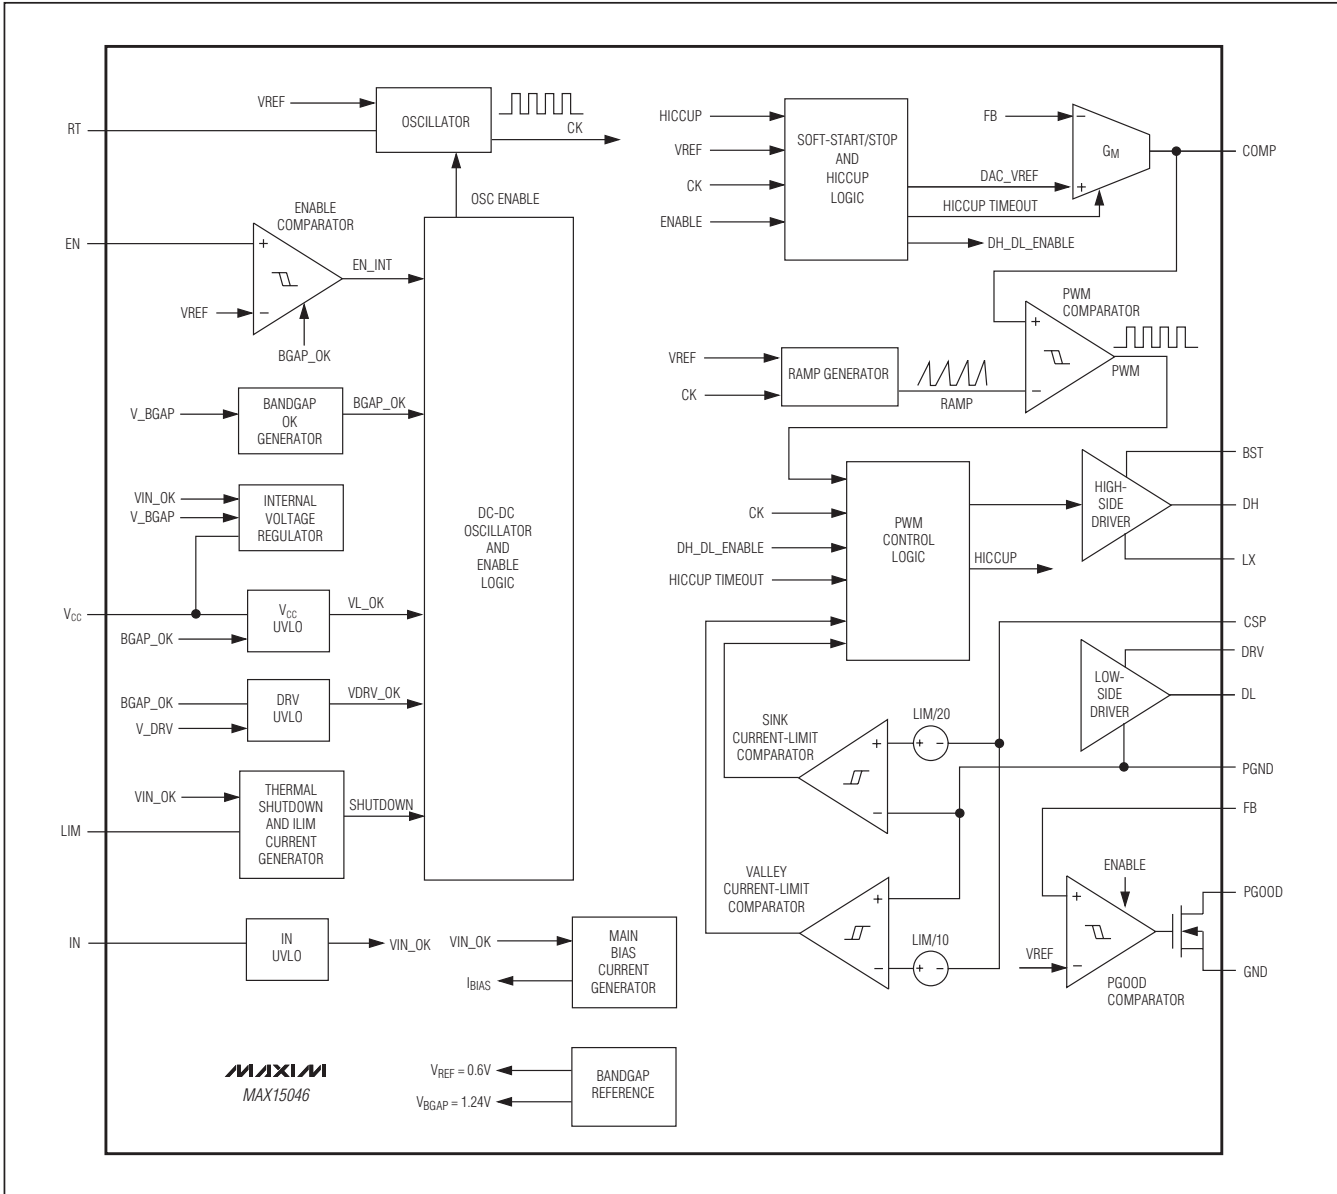 VREF
RT
OSCILLATOR
CK
OSC ENABLE
ENABLE
COMPARATOR
EN
+
EN_INT
VREF
−
BGAP_OK
V_BGAP
BANDGAP
OK
GENERATOR
BGAP_OK
VIN_OK
V_BGAP
INTERNAL
VOLTAGE
REGULATOR
DC-DC
OSCILLATOR
AND
ENABLE
LOGIC
VCC
VCC
UVLO
VL_OK
BGAP_OK
BGAP_OK
V_DRV
DRV
UVLO
VDRV_OK
VIN_OK
LIM
THERMAL
SHUTDOWN
AND ILIM
CURRENT
GENERATOR
SHUTDOWN
IN
IN
UVLO
VIN_OK
VIN_OK
IBIAS
MAIN
BIAS
CURRENT
GENERATOR
VREF = 0.6V
VBGAP = 1.24V
BANDGAP
REFERENCE
MAXIM
MAX15046
HICCUP
VREF
CK
ENABLE
SOFT-START/STOP
AND
HICCUP
LOGIC
FB
−
GM
+
COMP
DAC_VREF
HICCUP TIMEOUT
DH_DL_ENABLE
PWM
COMPARATOR
+
−
PWM
VREF
CK
RAMP GENERATOR
RAMP
CK
DH_DL_ENABLE
HICCUP TIMEOUT
PWM
CONTROL
LOGIC
HICCUP
HIGH-
SIDE
DRIVER
BST
DH
LX
CSP
DRV
LOW-
SIDE
DRIVER
DL
PGND
SINK
CURRENT-LIMIT
COMPARATOR
+
−
LIM/20
+ −
VALLEY
CURRENT-LIMIT
COMPARATOR
+
−
LIM/10
+ −
FB
ENABLE
+
−
VREF
PGOOD
COMPARATOR
PGOOD
GND